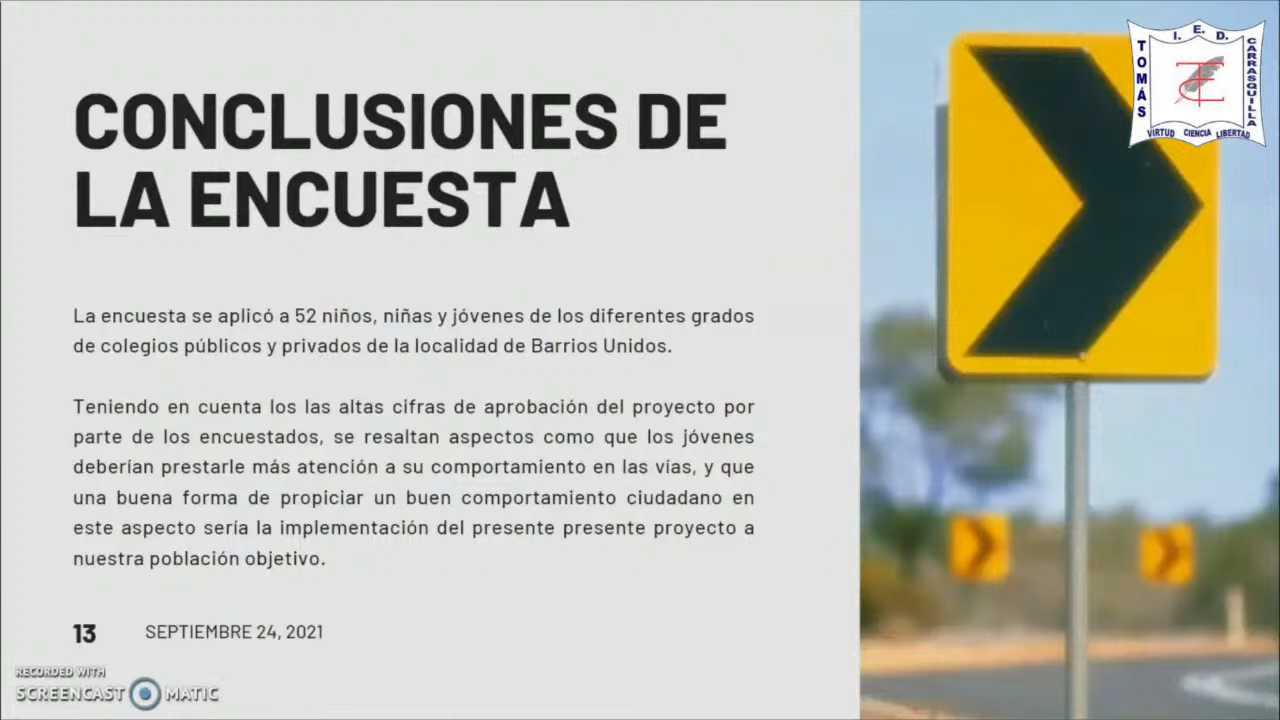 CONCLUSIONES DE
LA ENCUESTA
La encuesta se aplicó a 52 niños, niñas y jóvenes de los diferentes grados
de colegios públicos y privados de la localidad de Barrios Unidos.
Teniendo en cuenta los las altas cifras de aprobación del proyecto por
parte de los encuestados, se resaltan aspectos como que los jóvenes
deberían prestarle más atención a su comportamiento en las vías, y que
una buena forma de propiciar un buen comportamiento ciudadano en
este aspecto sería la implementación del presente presente proyecto a
nuestra población objetivo.
13 SEPTIEMBRE 24, 2021
RECORDED WITH
SCREENCAST MATIC
I. E. D.
TOMÁS
CARRASQUILLA
TC
VIRTUD CIENCIA LIBERTAD